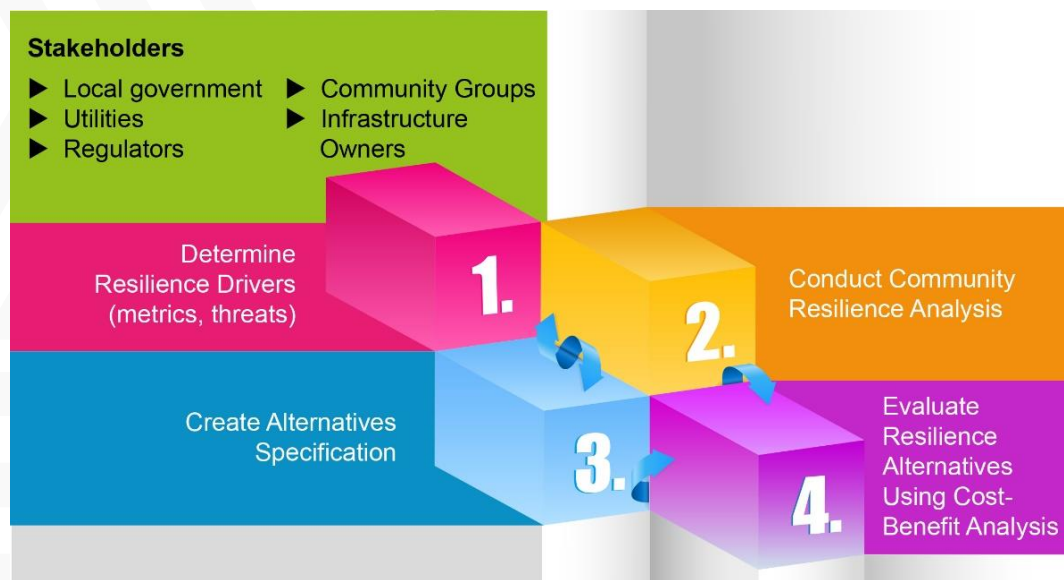 Stakeholders
▶ Local government
▶ Utilities
▶ Regulators
▶ Community Groups
▶ Infrastructure
Owners
Determine
Resilience Drivers
(metrics, threats)
1.
2.
Conduct Community
Resilience Analysis
Create Alternatives
Specification
3.
4.
Evaluate
Resilience
Alternatives
Using Cost-
Benefit Analysis